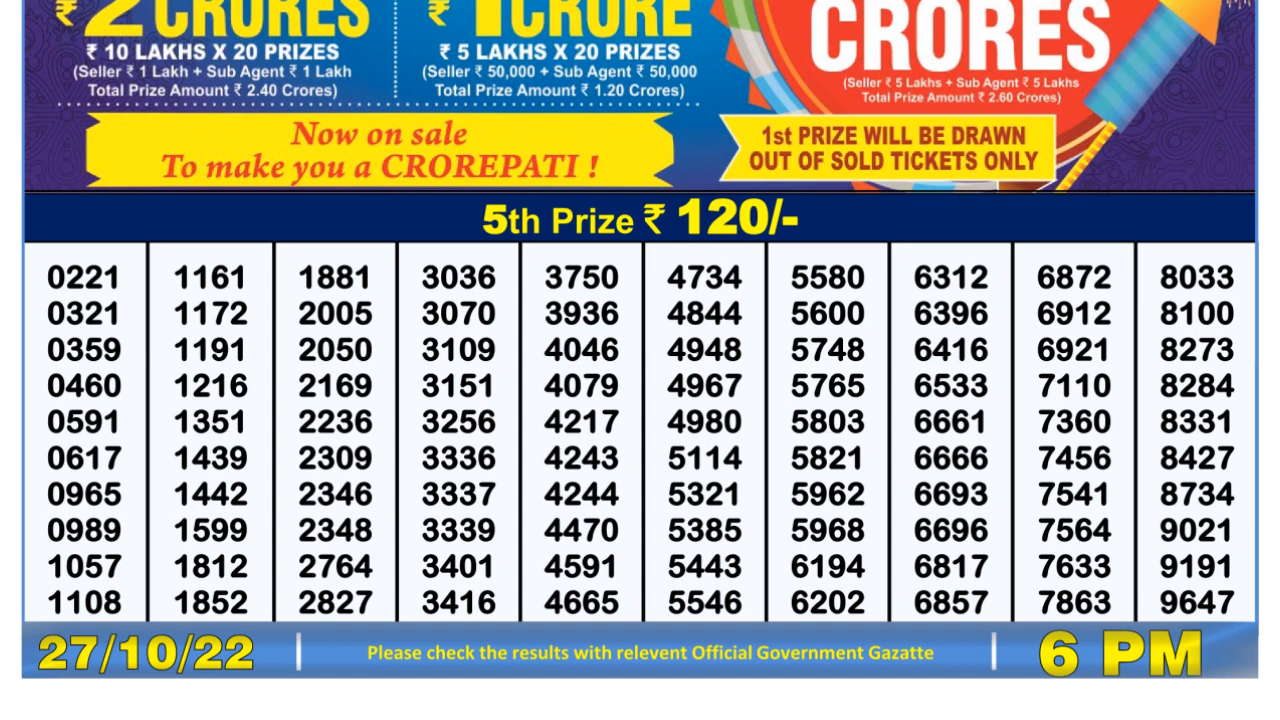 ₹ 2 CRORES
₹ 10 LAKHS X 20 PRIZES
(Seller ₹ 1 Lakh + Sub Agent ₹ 1 Lakh
Total Prize Amount ₹ 2.40 Crores)
₹ 1 CRORE
₹ 5 LAKHS X 20 PRIZES
(Seller ₹ 50,000 + Sub Agent ₹ 50,000
Total Prize Amount ₹ 1.20 Crores)
CRORES
(Seller ₹ 5 Lakhs + Sub Agent ₹ 5 Lakhs
Total Prize Amount ₹ 2.60 Crores)
Now on sale
To make you a CROREPATI !
1st PRIZE WILL BE DRAWN
OUT OF SOLD TICKETS ONLY
5th Prize ₹ 120/-
0221 1161 1881 3036 3750 4734 5580 6312 6872 8033
0321 1172 2005 3070 3936 4844 5600 6396 6912 8100
0359 1191 2050 3109 4046 4948 5748 6416 6921 8273
0460 1216 2169 3151 4079 4967 5765 6533 7110 8284
0591 1351 2236 3256 4217 4980 5803 6661 7360 8331
0617 1439 2309 3336 4243 5114 5821 6666 7456 8427
0965 1442 2346 3337 4244 5321 5962 6693 7541 8734
0989 1599 2348 3339 4470 5385 5968 6696 7564 9021
1057 1812 2764 3401 4591 5443 6194 6817 7633 9191
1108 1852 2827 3416 4665 5546 6202 6857 7863 9647
27/10/22 | Please check the results with relevent Official Government Gazatte | 6 PM